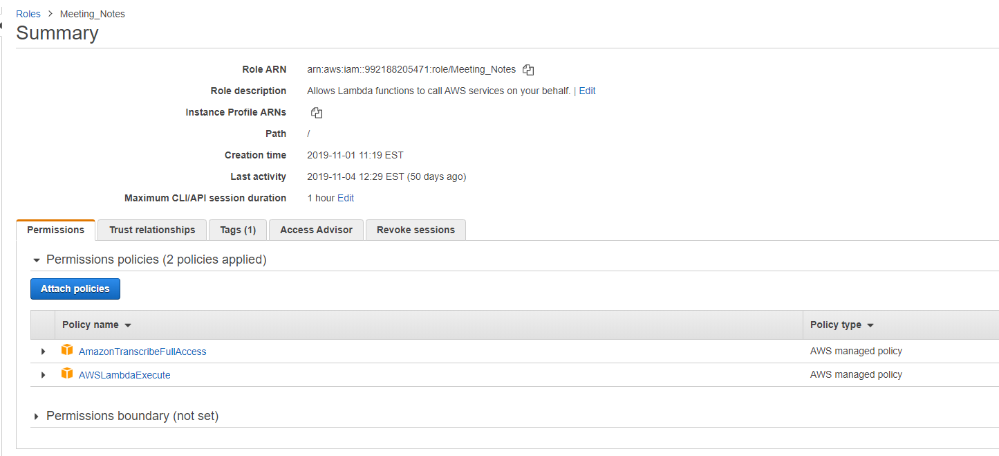 Roles > Meeting_Notes
Summary
Role ARN arn:aws:iam::992188205471:role/Meeting_Notes
Role description Allows Lambda functions to call AWS services on your behalf. | Edit
Instance Profile ARNs
Path /
Creation time 2019-11-01 11:19 EST
Last activity 2019-11-04 12:29 EST (50 days ago)
Maximum CLI/API session duration 1 hour Edit
Permissions Trust relationships Tags (1) Access Advisor Revoke sessions
Permissions policies (2 policies applied)
Attach policies
Policy name Policy type
AmazonTranscribeFullAccess AWS managed policy
AWSLambdaExecute AWS managed policy
Permissions boundary (not set)